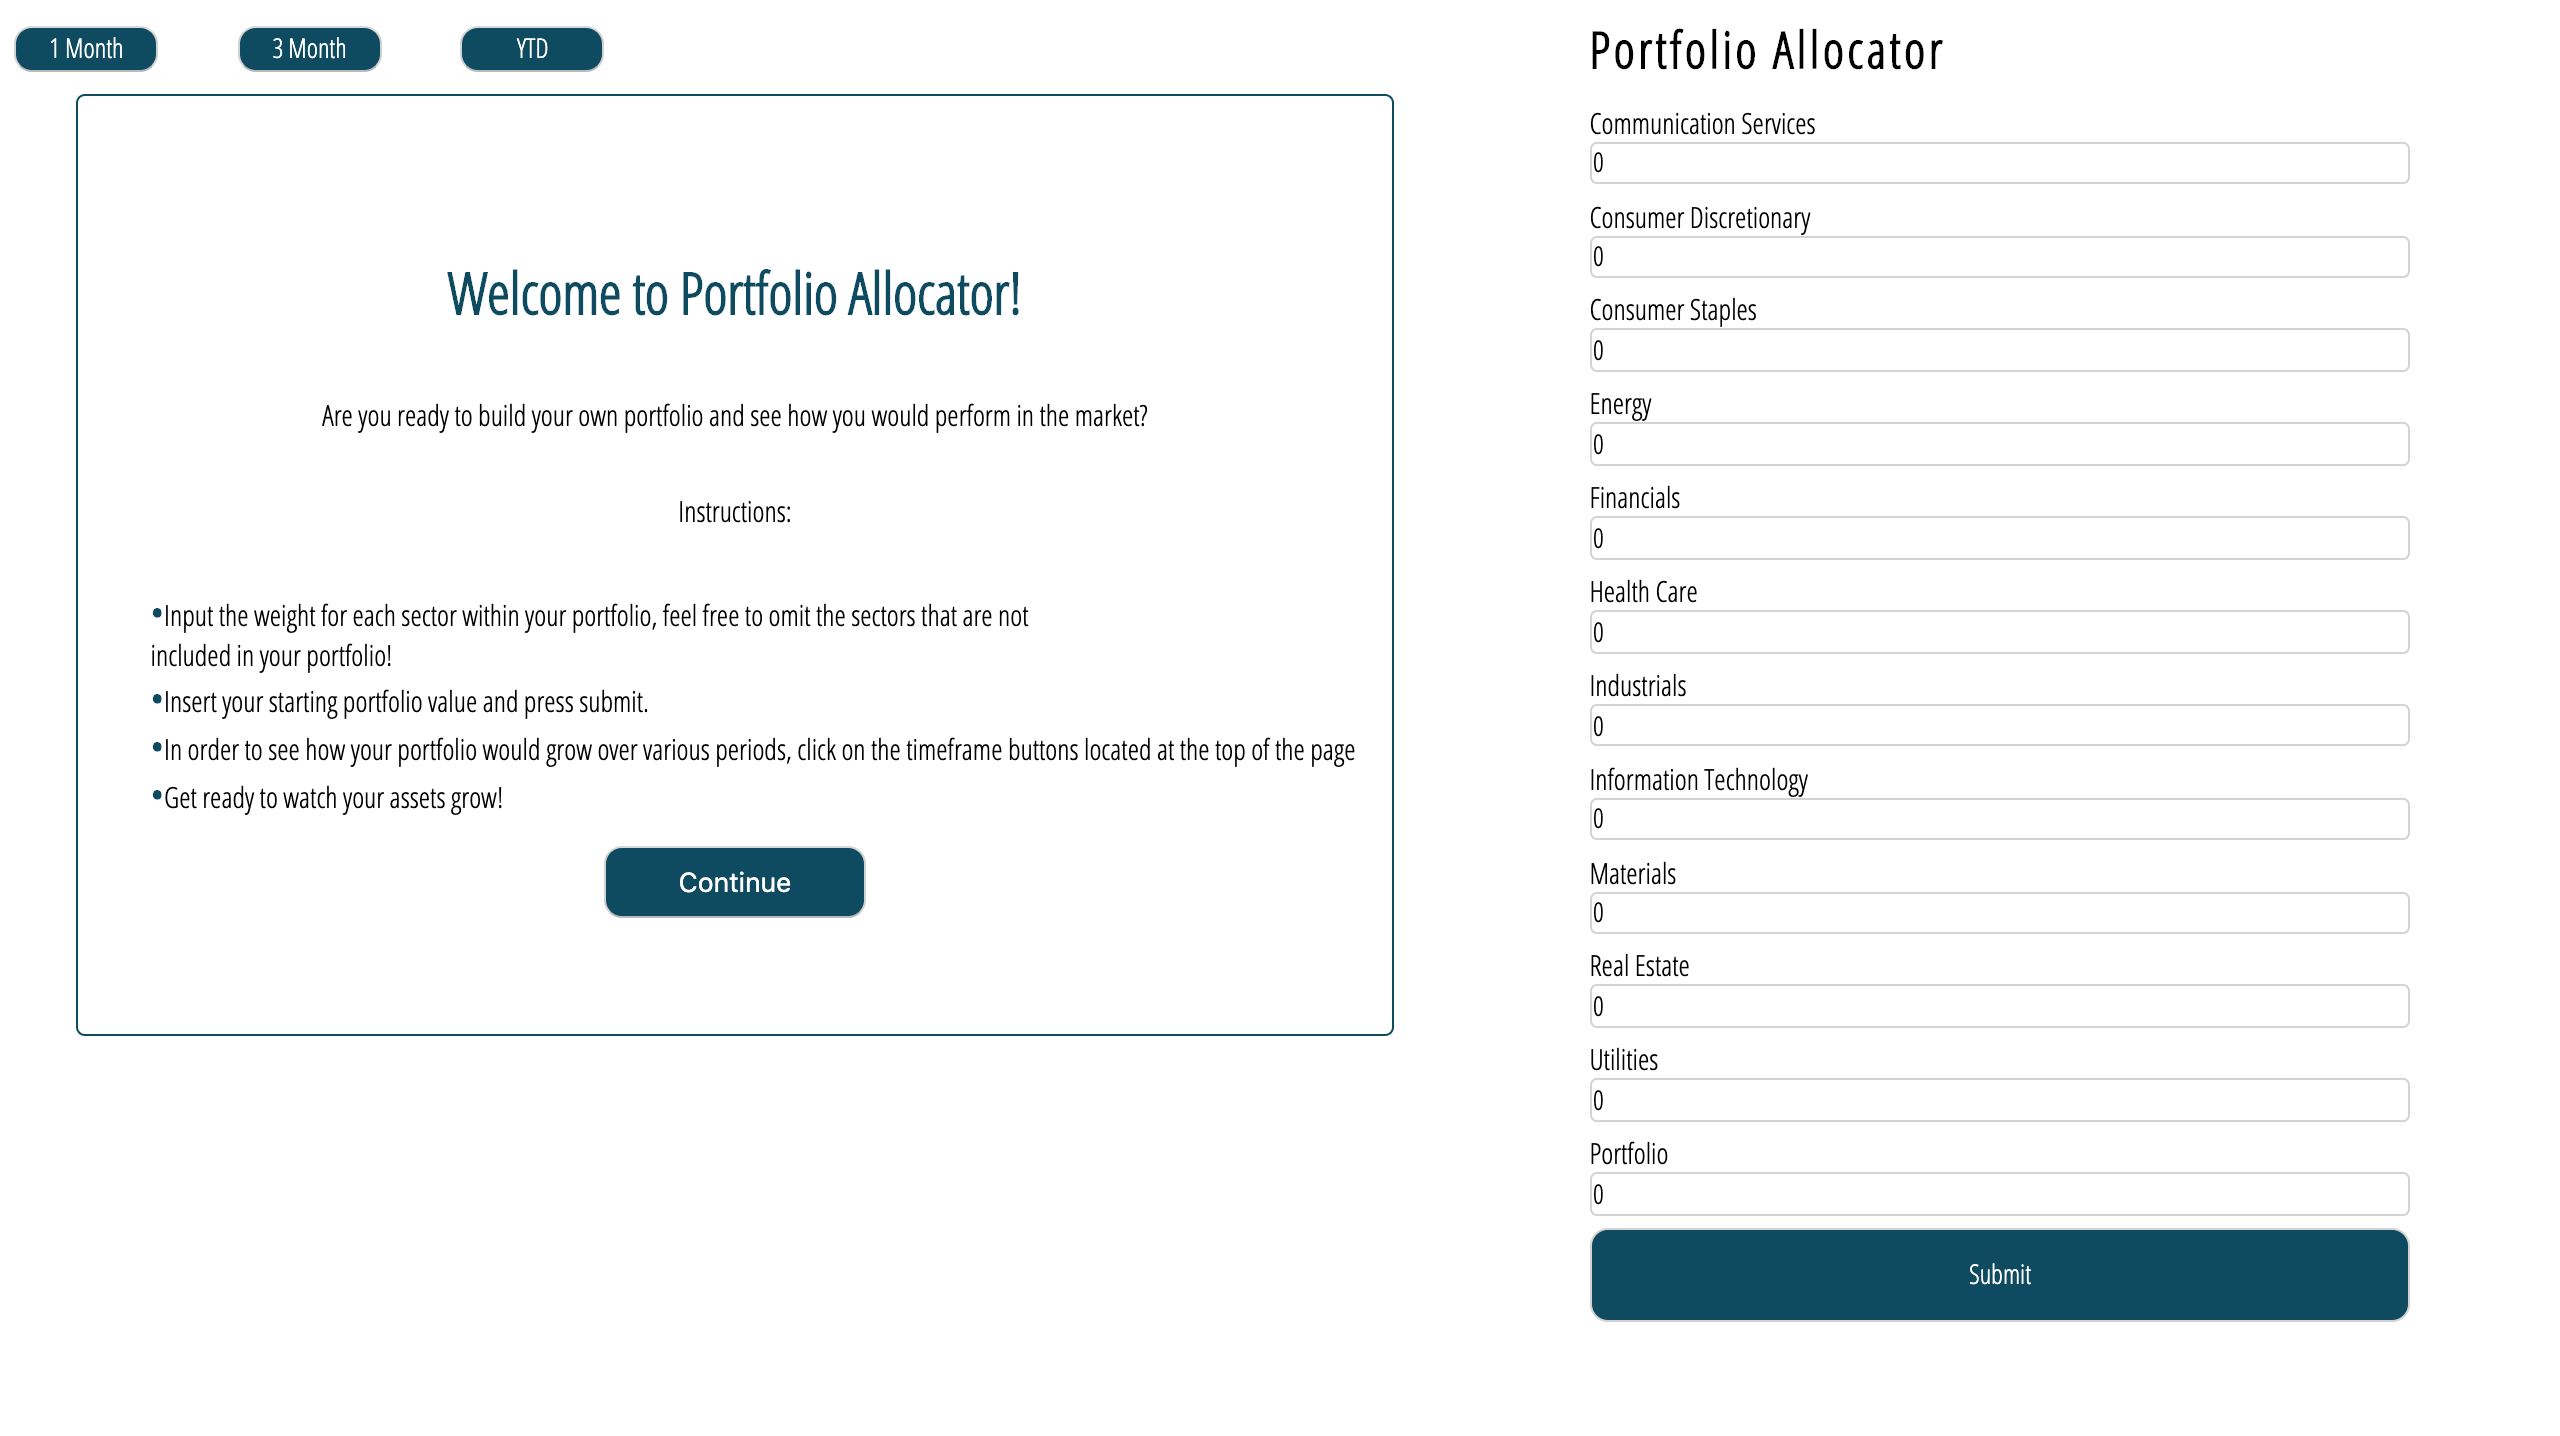 1 Month
3 Month
YTD
Welcome to Portfolio Allocator!
Are you ready to build your own portfolio and see how you would perform in the market?
Instructions:
•Input the weight for each sector within your portfolio, feel free to omit the sectors that are not
included in your portfolio!
•Insert your starting portfolio value and press submit.
•In order to see how your portfolio would grow over various periods, click on the timeframe buttons located at the top of the page
•Get ready to watch your assets grow!
Continue
Portfolio Allocator
Communication Services
0
Consumer Discretionary
0
Consumer Staples
0
Energy
0
Financials
0
Health Care
0
Industrials
0
Information Technology
0
Materials
0
Real Estate
0
Utilities
0
Portfolio
0
Submit